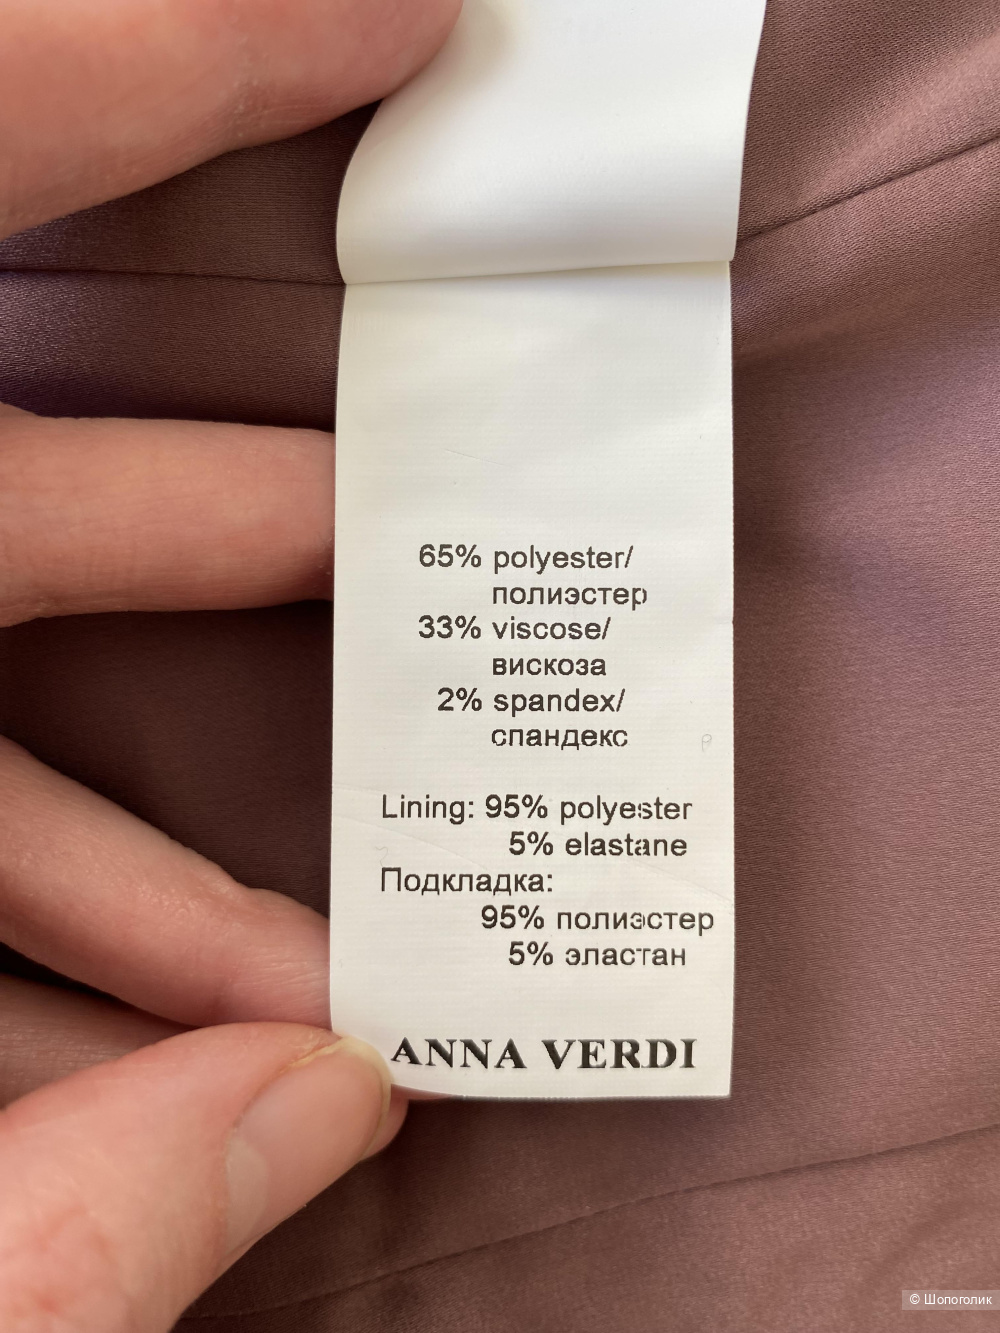 65% polyester/
полиэстер
33% viscose/
вискоза
2% spandex/
спандекс
Lining: 95% polyester
5% elastane
Подкладка:
95% полиэстер
5% эластан
ANNA VERDI
© Шопоголик